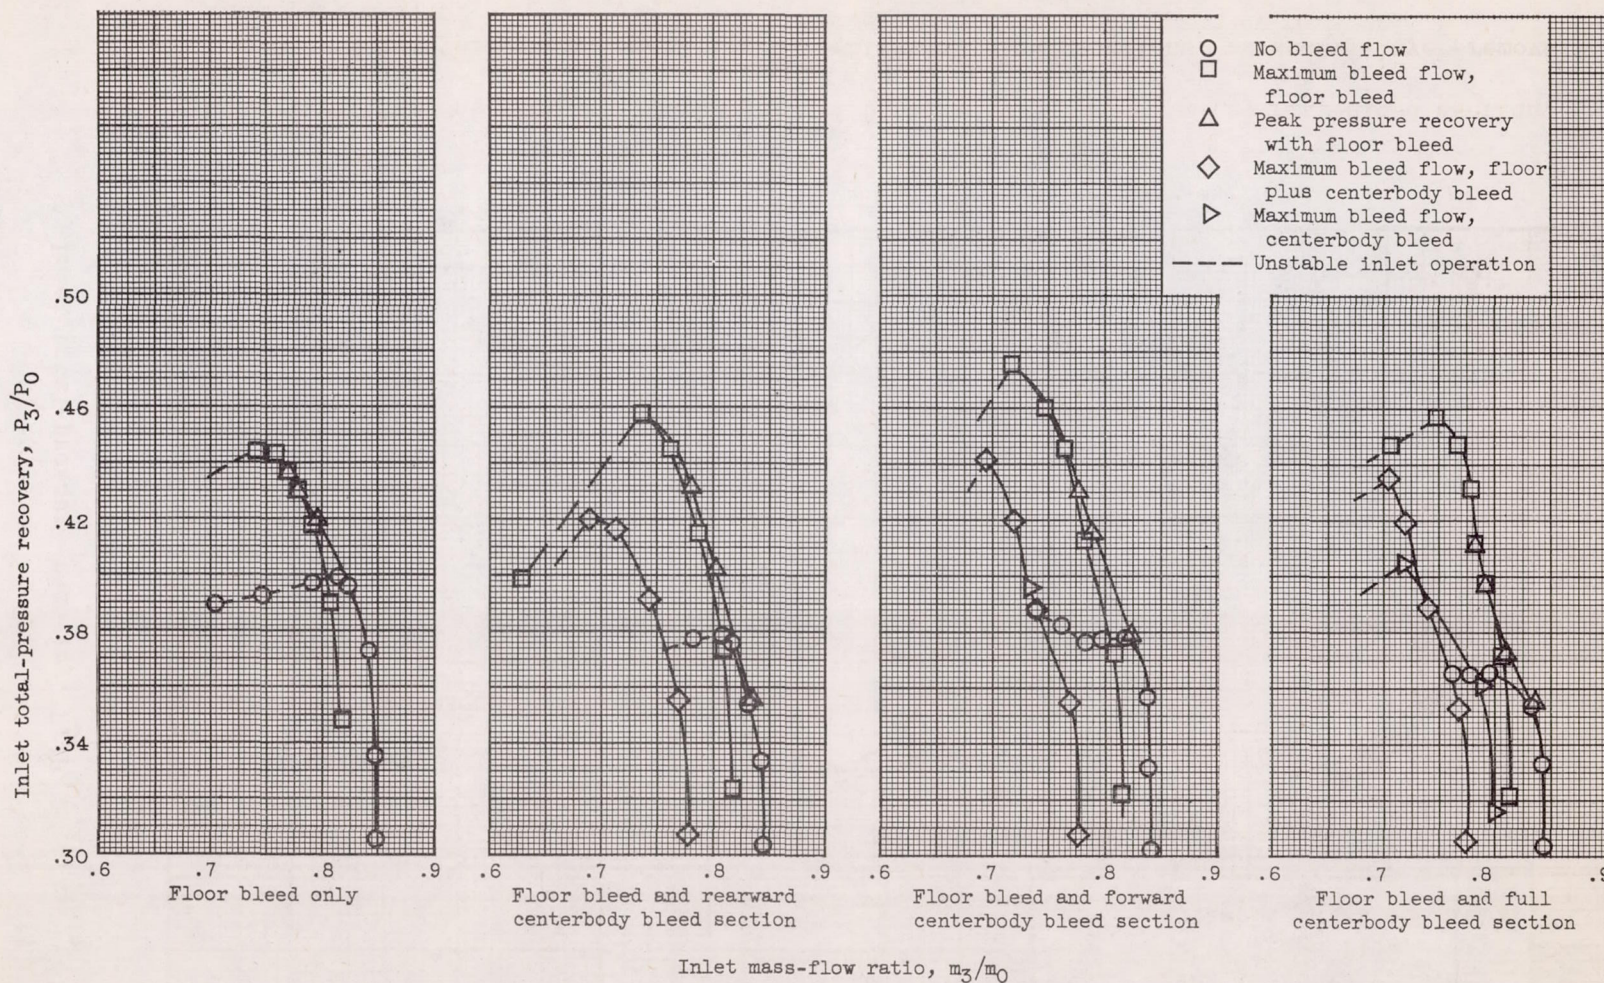 No bleed flow
Maximum bleed flow,
floor bleed
Peak pressure recovery
with floor bleed
Maximum bleed flow, floor
plus centerbody bleed
Maximum bleed flow,
centerbody bleed
Unstable inlet operation
Inlet total-pressure recovery, P3/P0
.50
.46
.42
.38
.34
.30
.6 .7 .8 .9
Floor bleed only
.6 .7 .8 .9
Floor bleed and rearward
centerbody bleed section
.6 .7 .8 .9
Floor bleed and forward
centerbody bleed section
.6 .7 .8 .9
Floor bleed and full
centerbody bleed section
Inlet mass-flow ratio, m3/m0